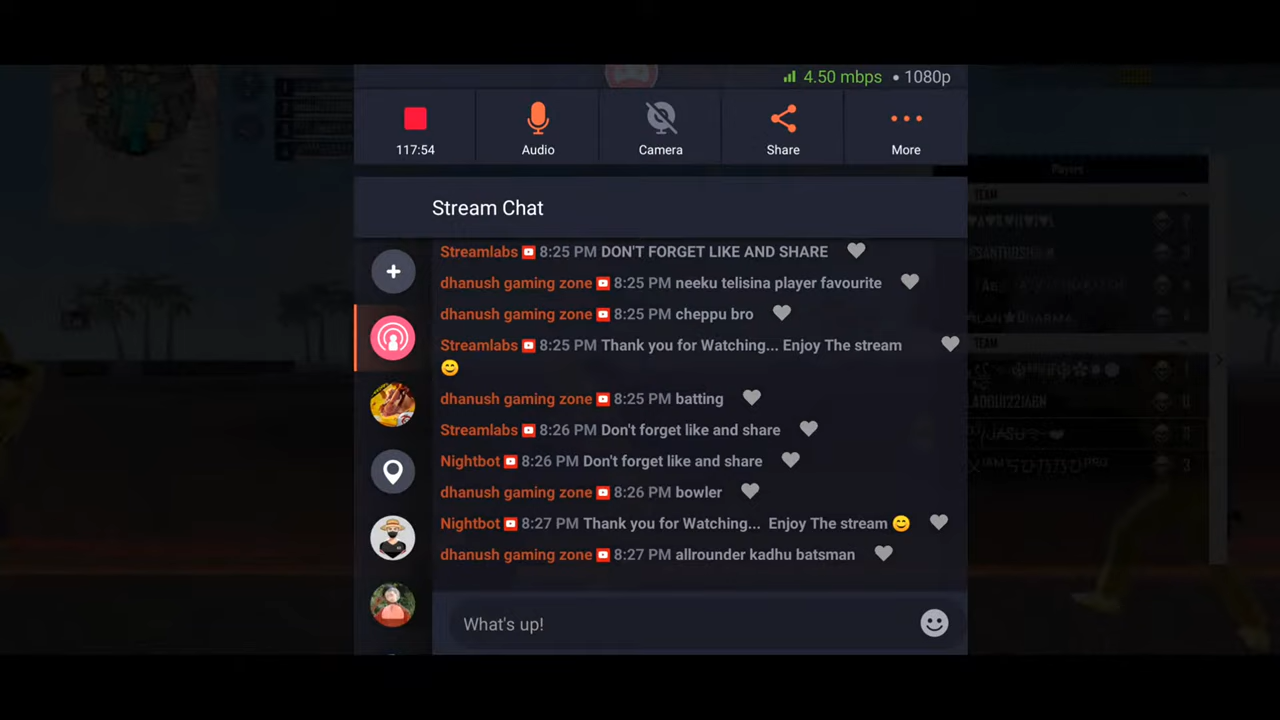 4.50 mbps • 1080p
117:54
Audio
Camera
Share
More
Stream Chat
Players
TEAM
Streamlabs 8:25 PM DON'T FORGET LIKE AND SHARE
dhanush gaming zone 8:25 PM neeku telisina player favourite
dhanush gaming zone 8:25 PM cheppu bro
Streamlabs 8:25 PM Thank you for Watching... Enjoy The stream
😊
TEAM
dhanush gaming zone 8:25 PM batting
Streamlabs 8:26 PM Don't forget like and share
Nightbot 8:26 PM Don't forget like and share
dhanush gaming zone 8:26 PM bowler
Nightbot 8:27 PM Thank you for Watching... Enjoy The stream 😊
dhanush gaming zone 8:27 PM allrounder kadhu batsman
What's up!